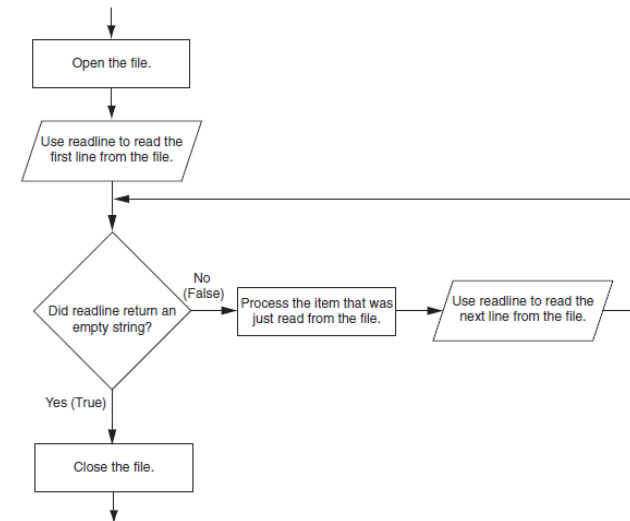 Open the file.
Use readline to read the
first line from the file.
No
(False)
Did readline return an
empty string?
Process the item that was
just read from the file.
Use readline to read the
next line from the file.
Yes (True)
Close the file.